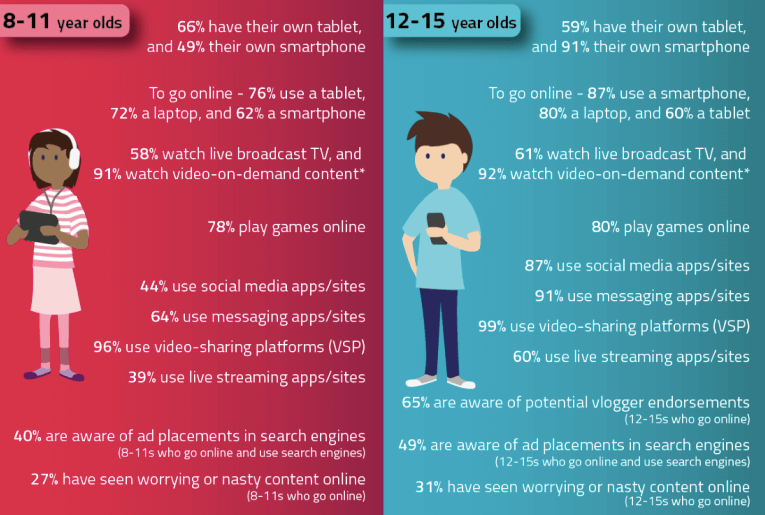 8-11 year olds
66% have their own tablet,
and 49% their own smartphone
To go online - 76% use a tablet,
72% a laptop, and 62% a smartphone
58% watch live broadcast TV, and
91% watch video-on-demand content*
78% play games online
44% use social media apps/sites
64% use messaging apps/sites
96% use video-sharing platforms (VSP)
39% use live streaming apps/sites
40% are aware of ad placements in search engines
(8-11s who go online and use search engines)
27% have seen worrying or nasty content online
(8-11s who go online)
12-15 year olds
59% have their own tablet,
and 91% their own smartphone
To go online - 87% use a smartphone,
80% a laptop, and 60% a tablet
61% watch live broadcast TV, and
92% watch video-on-demand content*
80% play games online
87% use social media apps/sites
91% use messaging apps/sites
99% use video-sharing platforms (VSP)
60% use live streaming apps/sites
65% are aware of potential vlogger endorsements
(12-15s who go online)
49% are aware of ad placements in search engines
(12-15s who go online and use search engines)
31% have seen worrying or nasty content online
(12-15s who go online)